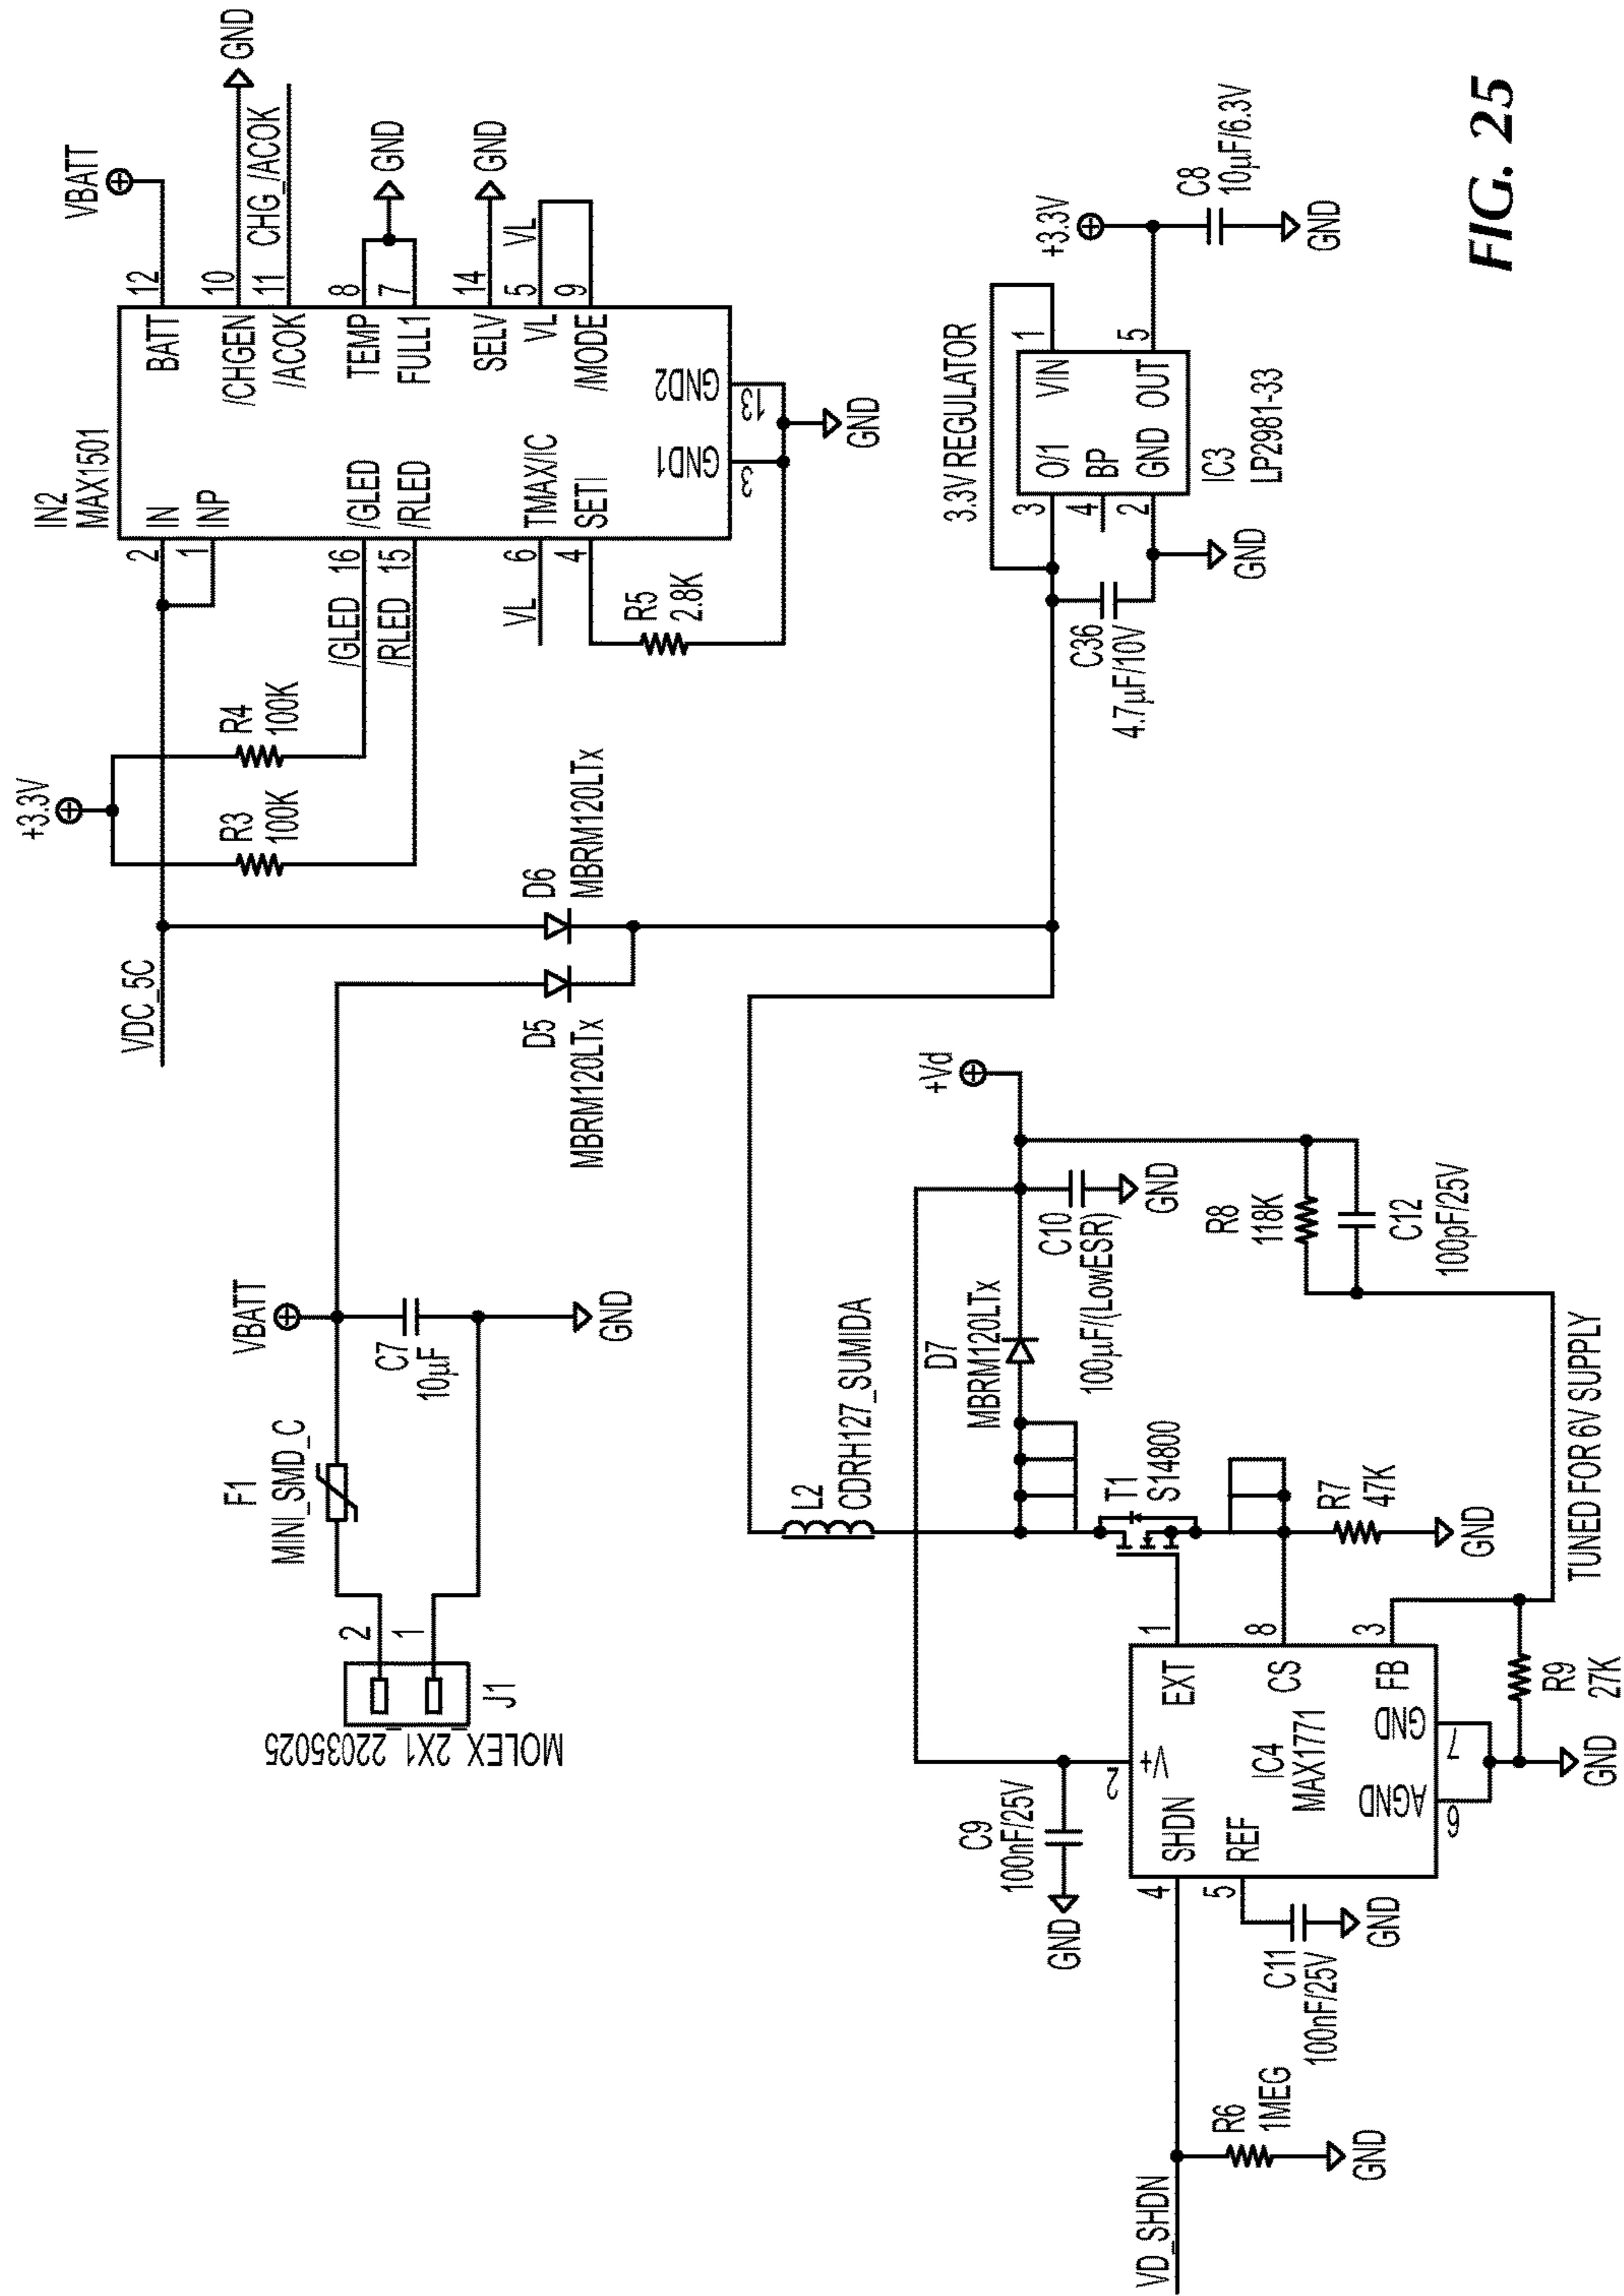 +3.3V
VDC_5C
R3
100K
R4
100K
IN2
MAX1501
2
IN
1
INP
/GLED
16
/GLED
/RLED
15
/RLED
VL
6
TMAX/IC
4
SETI
R5
2.8K
3
GND1
13
GND2
GND
BATT
12
VBATT
/CHGEN
10
GND
/ACOK
11
CHG_/ACOK
TEMP
8
FULL1
7
GND
SELV
14
GND
VL
5
VL
/MODE
9
D6
MBRM120LTx
D5
MBRM120LTx
MOLEX_2X1_22035025
J1
2
1
F1
MINI_SMD_C
VBATT
C7
10µF
GND
3.3V REGULATOR
3
O/1
VIN
1
4
BP
2
GND
OUT
5
IC3
LP2981-33
C36
4.7µF/10V
GND
+3.3V
C8
10µF/6.3V
GND
L2
CDRH127_SUMIDA
D7
MBRM120LTx
+Vd
C10
100µF/(LowESR)
GND
T1
S14800
R8
118K
C12
100pF/25V
R7
47K
GND
TUNED FOR 6V SUPPLY
C9
100nF/25V
GND
2
V+
4
SHDN
5
REF
IC4
MAX1771
EXT
1
CS
8
FB
3
AGND
6
GND
7
R9
27K
GND
C11
100nF/25V
GND
VD_SHDN
R6
1MEG
GND
FIG. 25